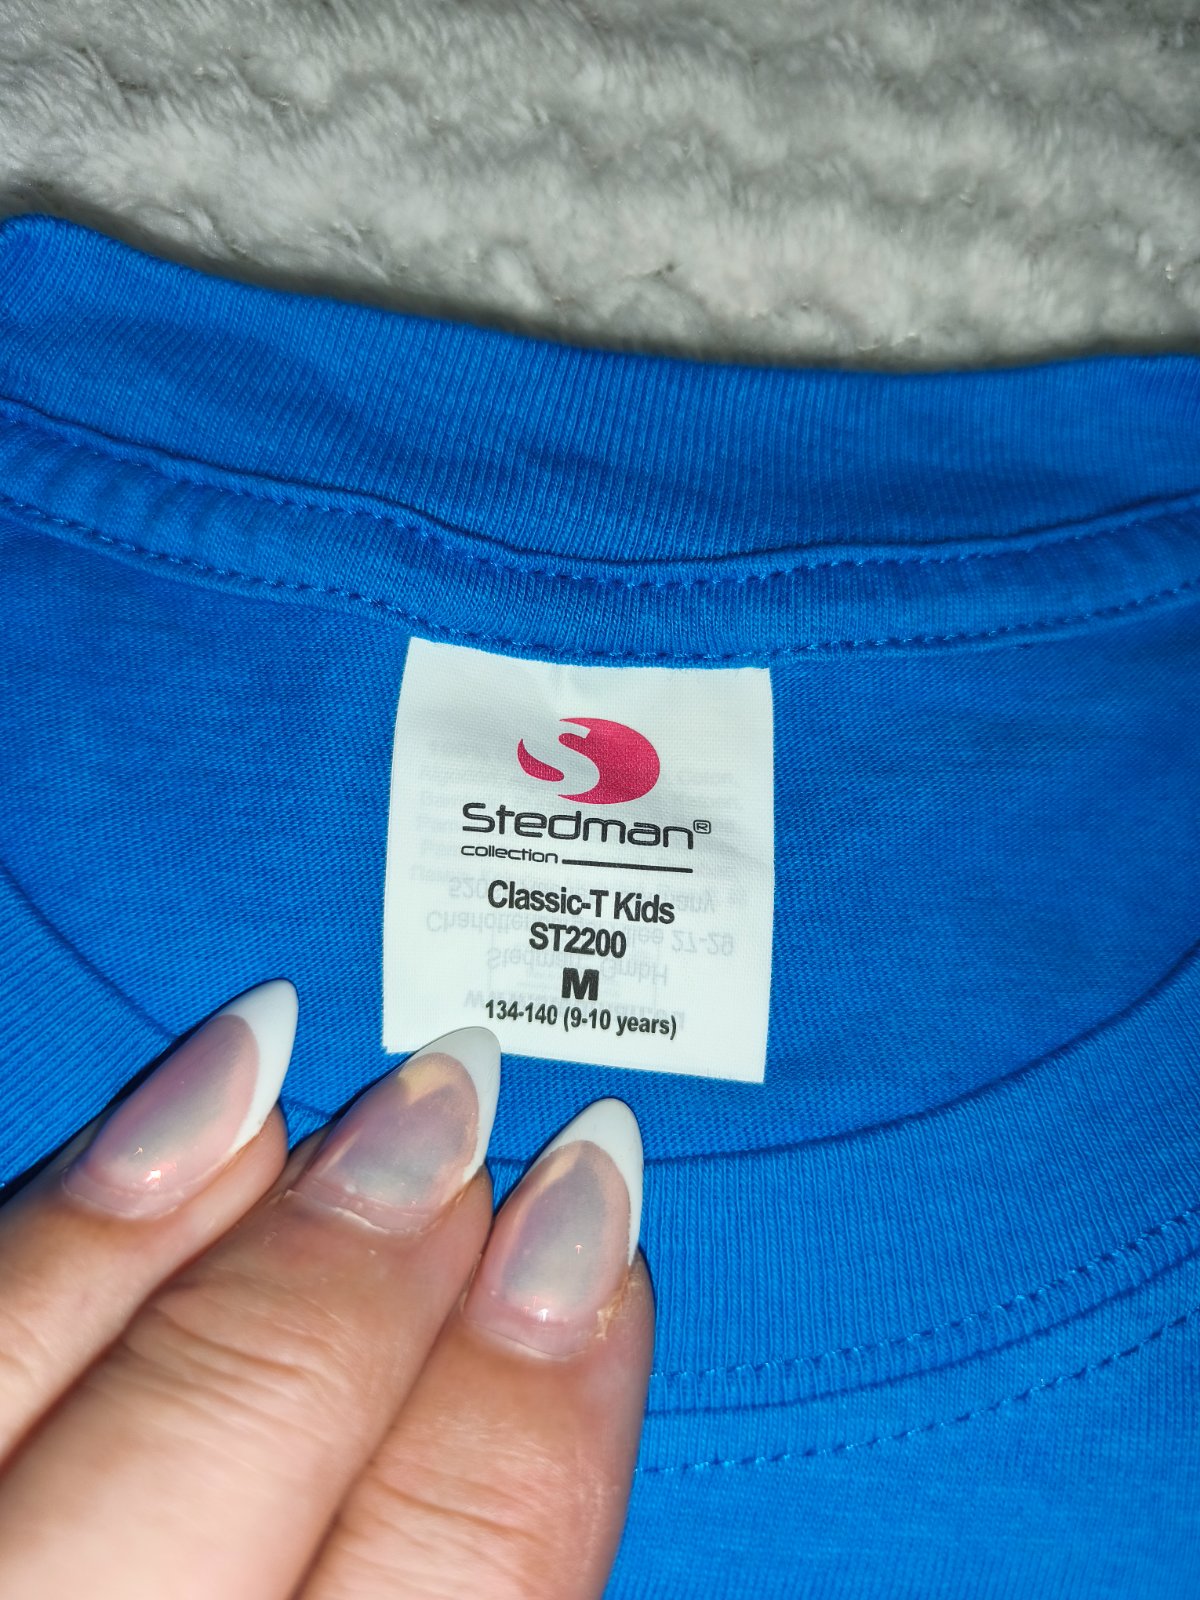 Stedman®
collection
Classic-T Kids
ST2200
M
134-140 (9-10 years)